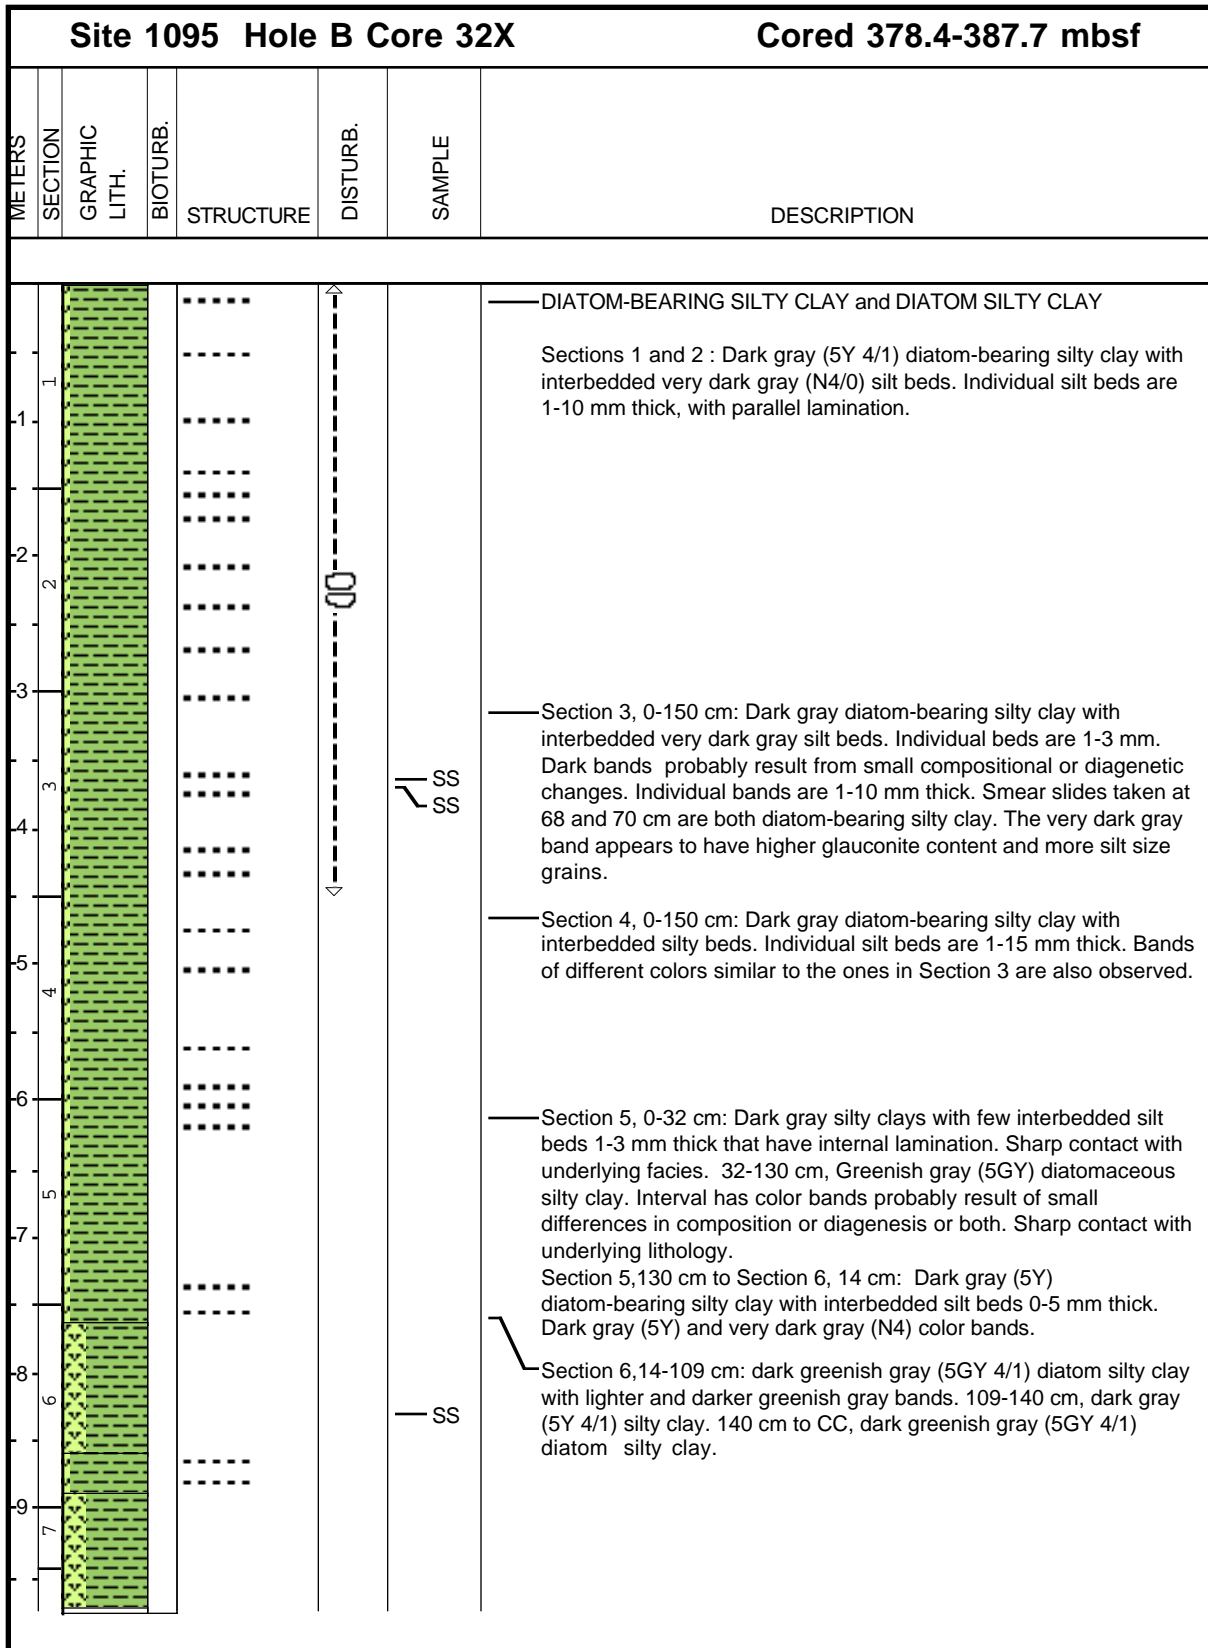 Site 1095 Hole B Core 32X Cored 378.4-387.7 mbsf
METERS
SECTION
GRAPHIC
LITH.
BIOTURB.
STRUCTURE
DISTURB.
SAMPLE
DESCRIPTION
1
2
3
4
5
6
7
8
9
1
2
3
4
5
6
7
SS
SS
SS
DIATOM-BEARING SILTY CLAY and DIATOM SILTY CLAY
Sections 1 and 2 : Dark gray (5Y 4/1) diatom-bearing silty clay with
interbedded very dark gray (N4/0) silt beds. Individual silt beds are
1-10 mm thick, with parallel lamination.
Section 3, 0-150 cm: Dark gray diatom-bearing silty clay with
interbedded very dark gray silt beds. Individual beds are 1-3 mm.
Dark bands probably result from small compositional or diagenetic
changes. Individual bands are 1-10 mm thick. Smear slides taken at
68 and 70 cm are both diatom-bearing silty clay. The very dark gray
band appears to have higher glauconite content and more silt size
grains.
Section 4, 0-150 cm: Dark gray diatom-bearing silty clay with
interbedded silty beds. Individual silt beds are 1-15 mm thick. Bands
of different colors similar to the ones in Section 3 are also observed.
Section 5, 0-32 cm: Dark gray silty clays with few interbedded silt
beds 1-3 mm thick that have internal lamination. Sharp contact with
underlying facies. 32-130 cm, Greenish gray (5GY) diatomaceous
silty clay. Interval has color bands probably result of small
differences in composition or diagenesis or both. Sharp contact with
underlying lithology.
Section 5,130 cm to Section 6, 14 cm: Dark gray (5Y)
diatom-bearing silty clay with interbedded silt beds 0-5 mm thick.
Dark gray (5Y) and very dark gray (N4) color bands.
Section 6,14-109 cm: dark greenish gray (5GY 4/1) diatom silty clay
with lighter and darker greenish gray bands. 109-140 cm, dark gray
(5Y 4/1) silty clay. 140 cm to CC, dark greenish gray (5GY 4/1)
diatom silty clay.